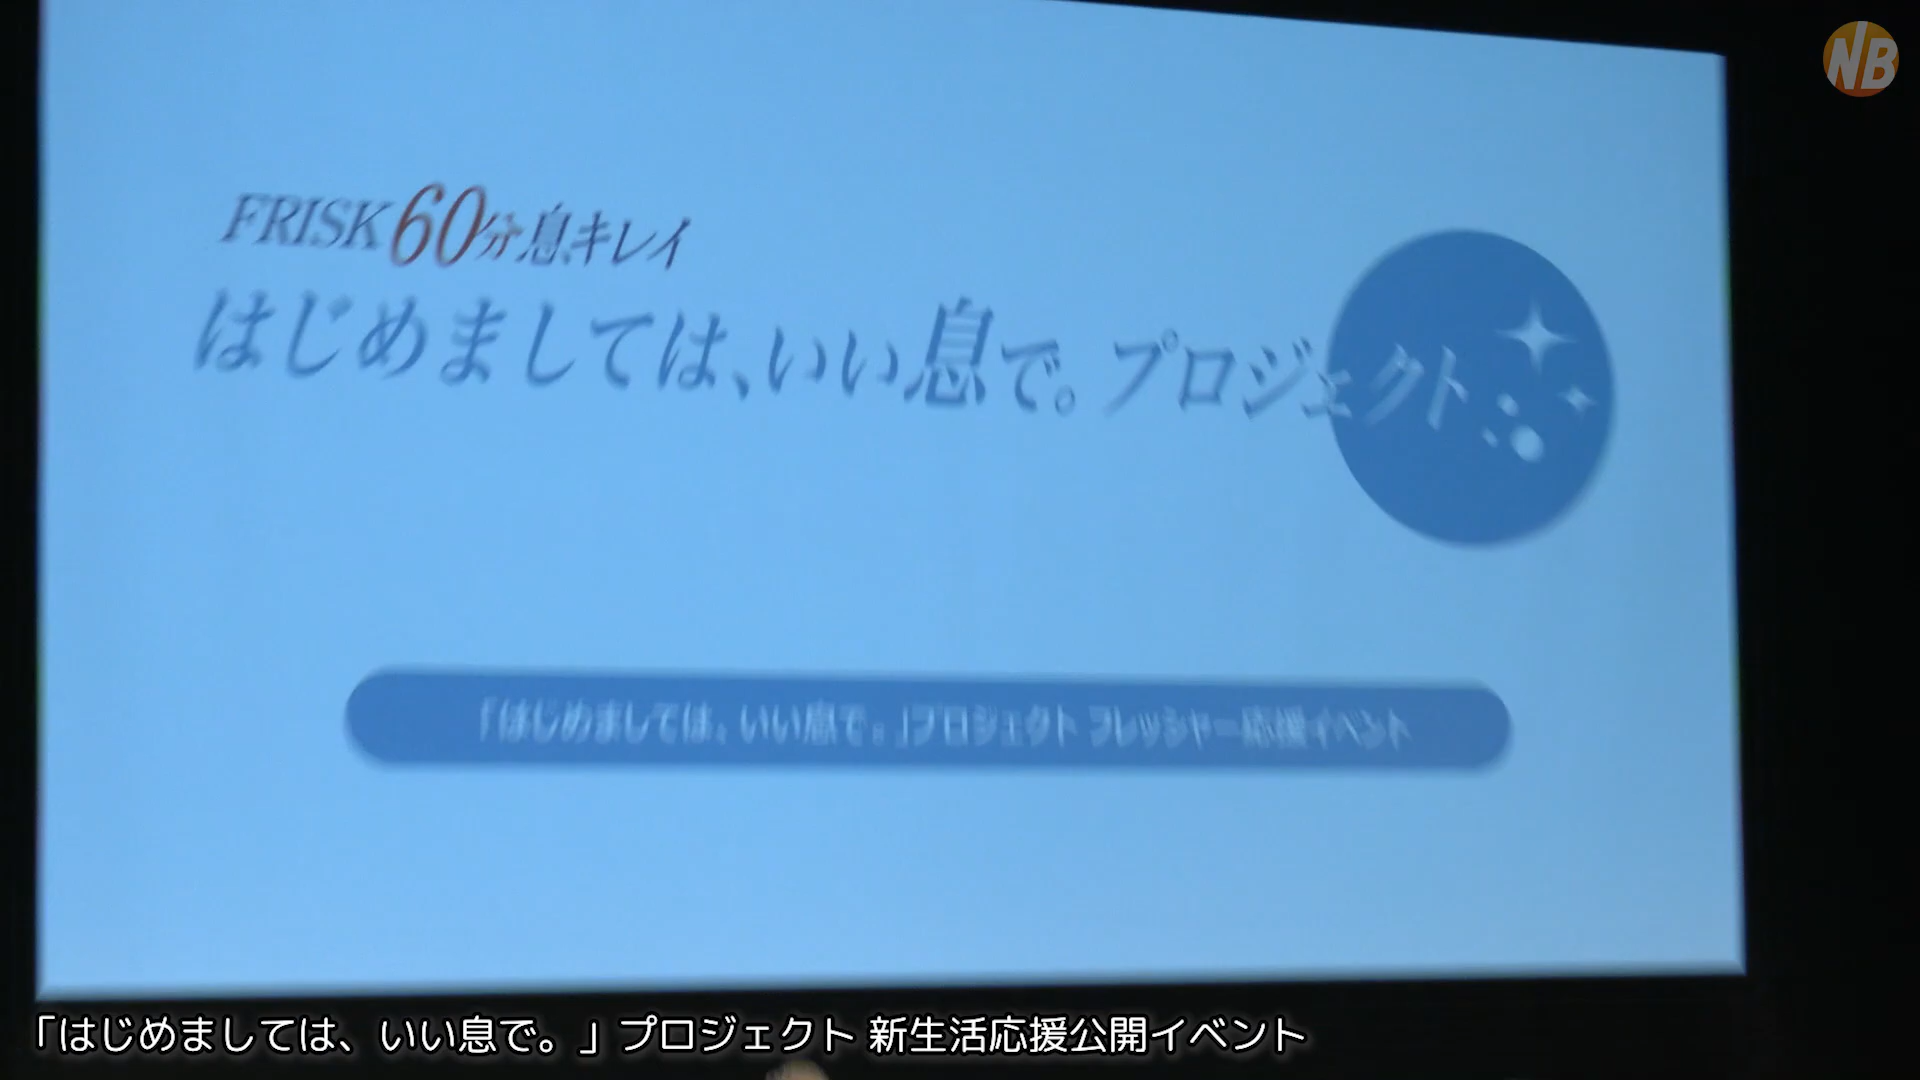 NB
FRISK60分息キレイ
はじめましては、いい息で。プロジェクト
「はじめましては、いい息で。」プロジェクト フレッシャー応援イベント
「はじめましては、いい息で。」プロジェクト 新生活応援公開イベント